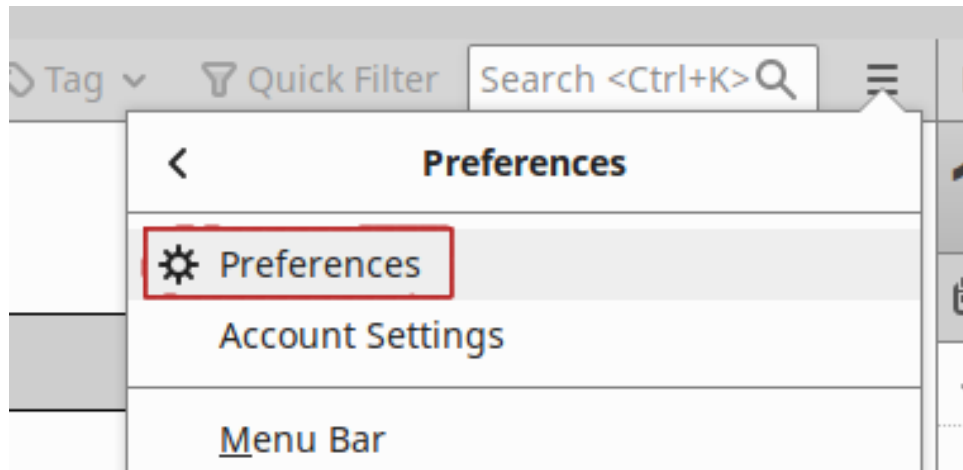 Tag
Quick Filter
Search <Ctrl+K>
Preferences
Preferences
Account Settings
Menu Bar